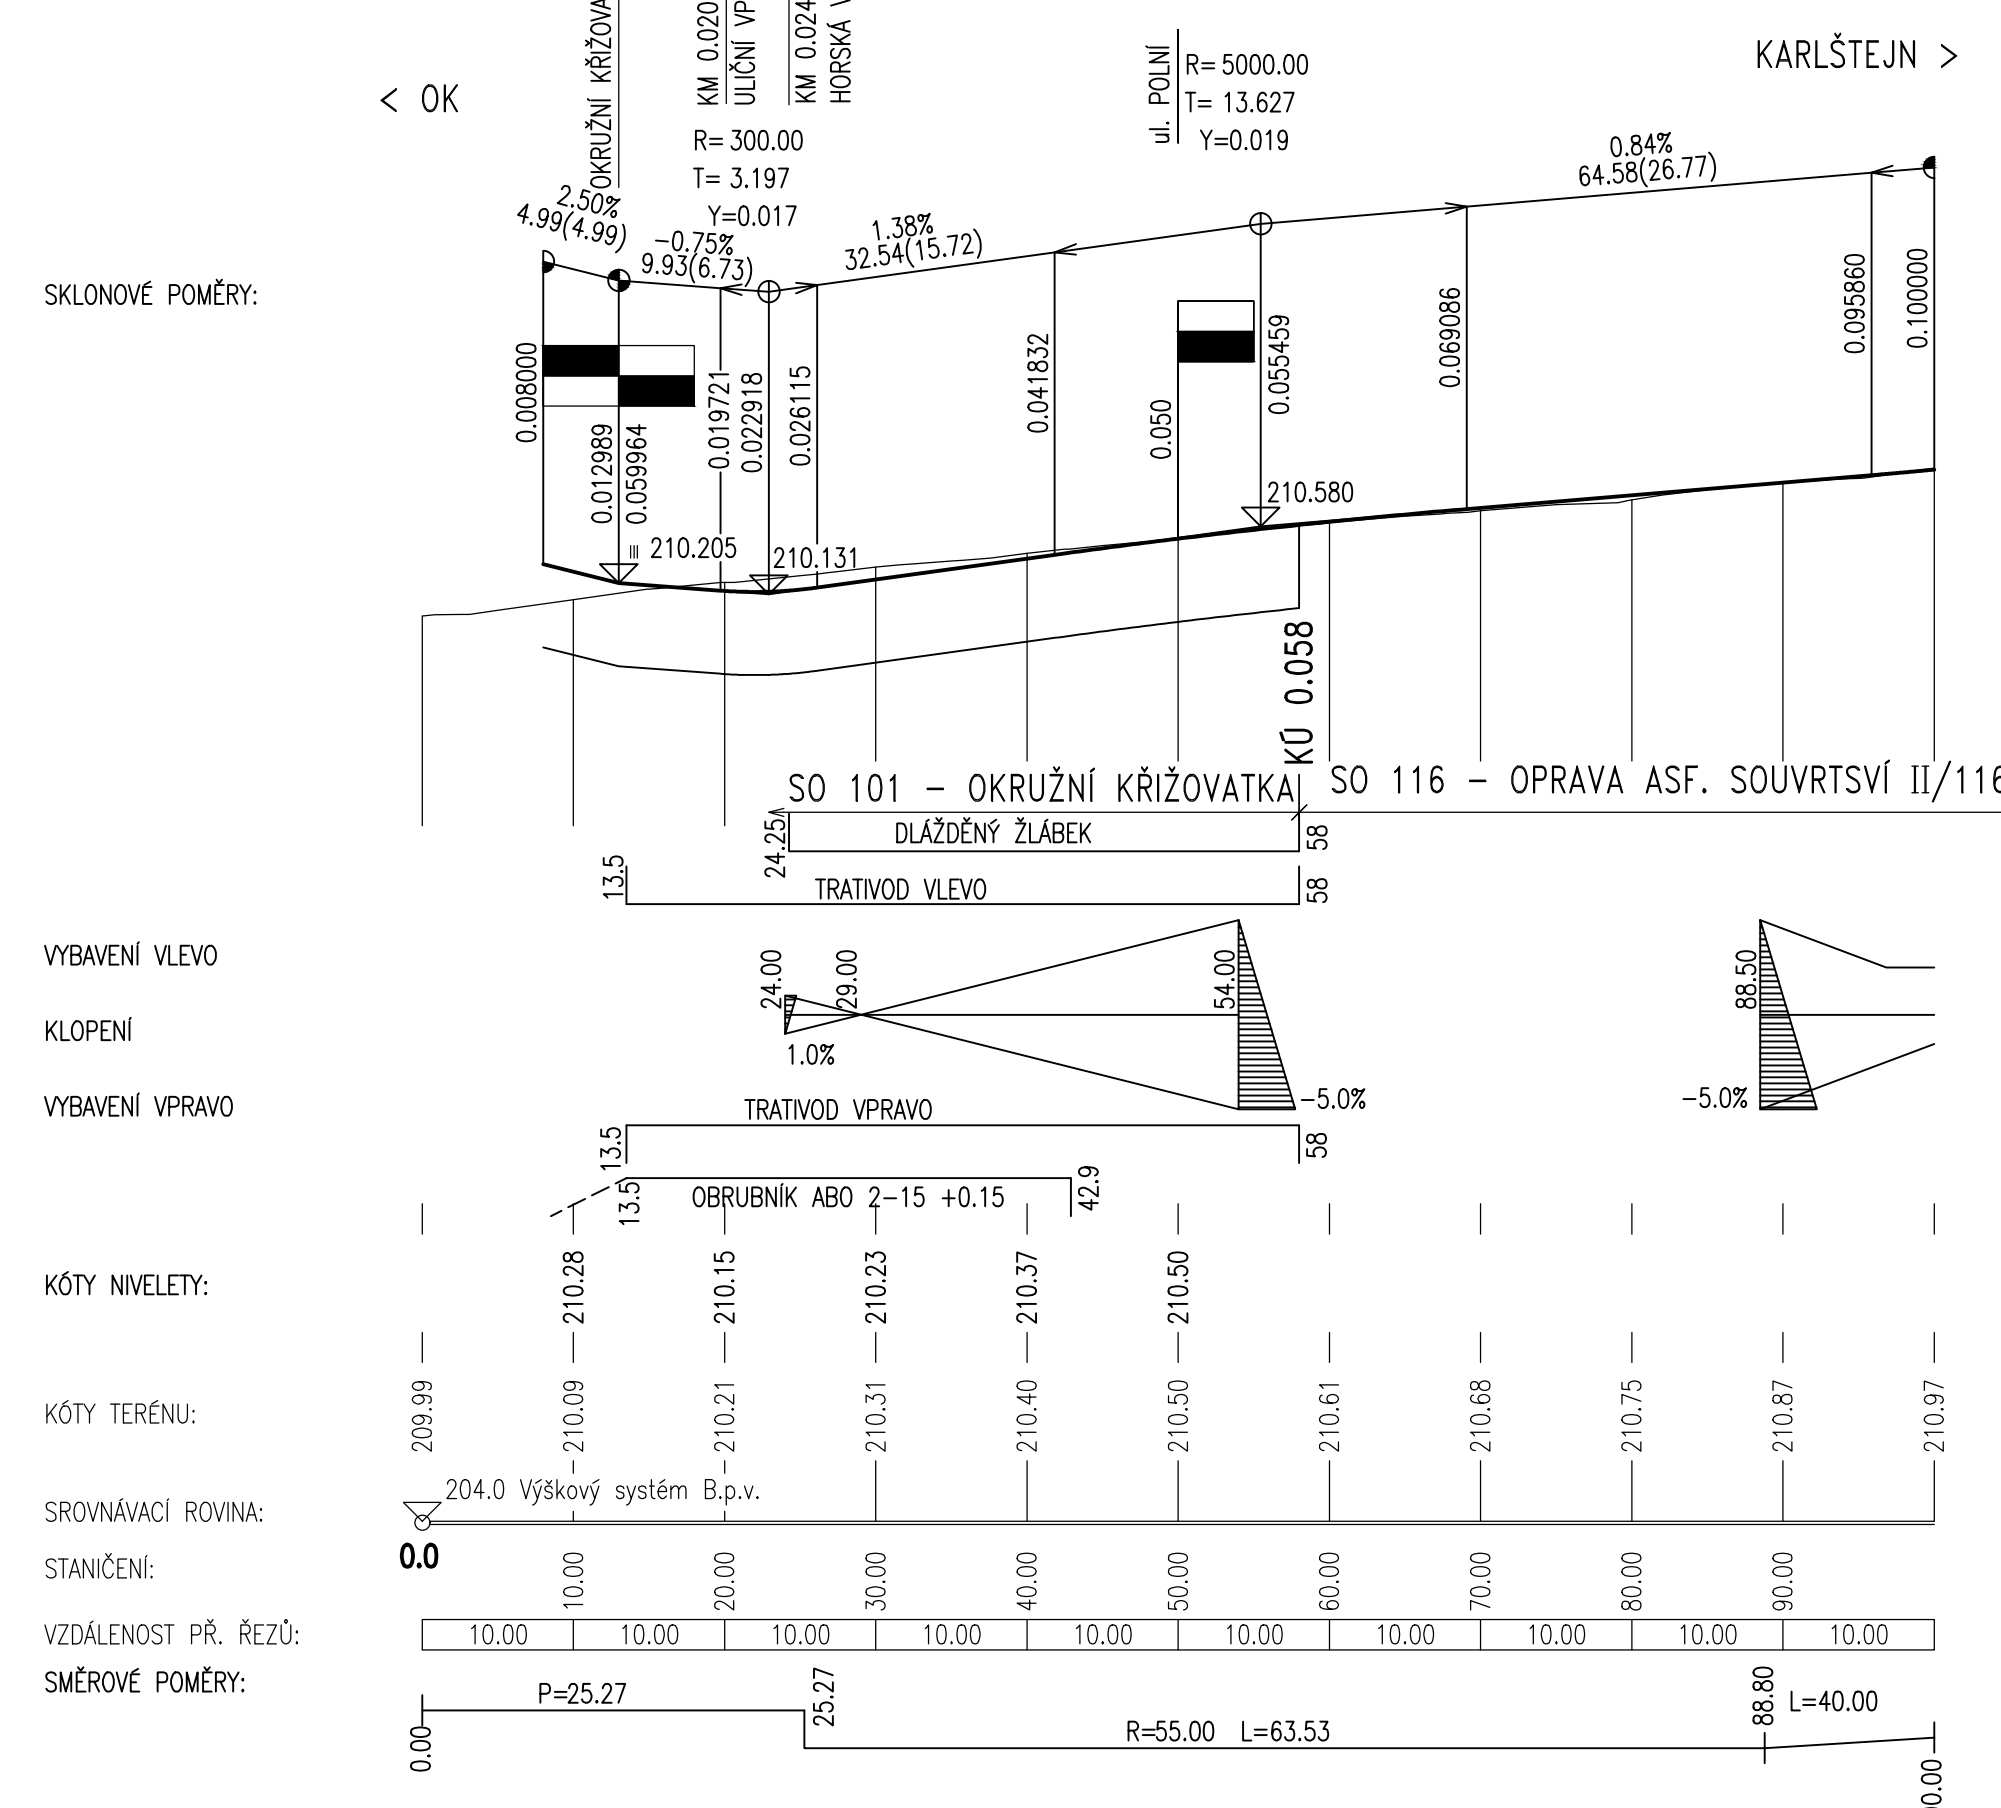 < OK
KARLŠTEJN >
OKRUŽNÍ
KM
ULIČNÍ
KM
HORSKÁ
ul. POLNÍ
R= 5000.00
T= 13.627
Y=0.019
R= 300.00
T= 3.197
Y=0.017
2.50%
4.99(4.99)
-0.75%
9.93(6.73)
1.38%
32.54(15.72)
0.84%
64.58(26.77)
SKLONOVÉ POMĚRY:
0.008000
0.012989
0.059964
0.019721
0.022918
0.026115
0.041832
0.050
0.055459
0.069086
0.095860
0.100000
≡ 210.205
210.131
210.580
KÚ 0.058
SO 101 - OKRUŽNÍ KŘIŽOVATKA
SO 116 - OPRAVA ASF. SOUVRTSVÍ II/116
24.25
DLÁŽDĚNÝ ŽLÁBEK
58
13.5
TRATIVOD VLEVO
58
VYBAVENÍ VLEVO
24.00
29.00
54.00
88.50
KLOPENÍ
1.0%
-5.0%
-5.0%
VYBAVENÍ VPRAVO
TRATIVOD VPRAVO
13.5
58
13.5
OBRUBNÍK ABO 2-15 +0.15
42.9
KÓTY NIVELETY:
210.28
210.15
210.23
210.37
210.50
KÓTY TERÉNU:
209.99
210.09
210.21
210.31
210.40
210.50
210.61
210.68
210.75
210.87
210.97
SROVNÁVACÍ ROVINA:
204.0 Výškový systém B.p.v.
0.0
STANIČENÍ:
10.00
20.00
30.00
40.00
50.00
60.00
70.00
80.00
90.00
VZDÁLENOST PŘ. ŘEZŮ:
10.00
10.00
10.00
10.00
10.00
10.00
10.00
10.00
10.00
10.00
SMĚROVÉ POMĚRY:
0.00
P=25.27
25.27
R=55.00 L=63.53
88.80
L=40.00